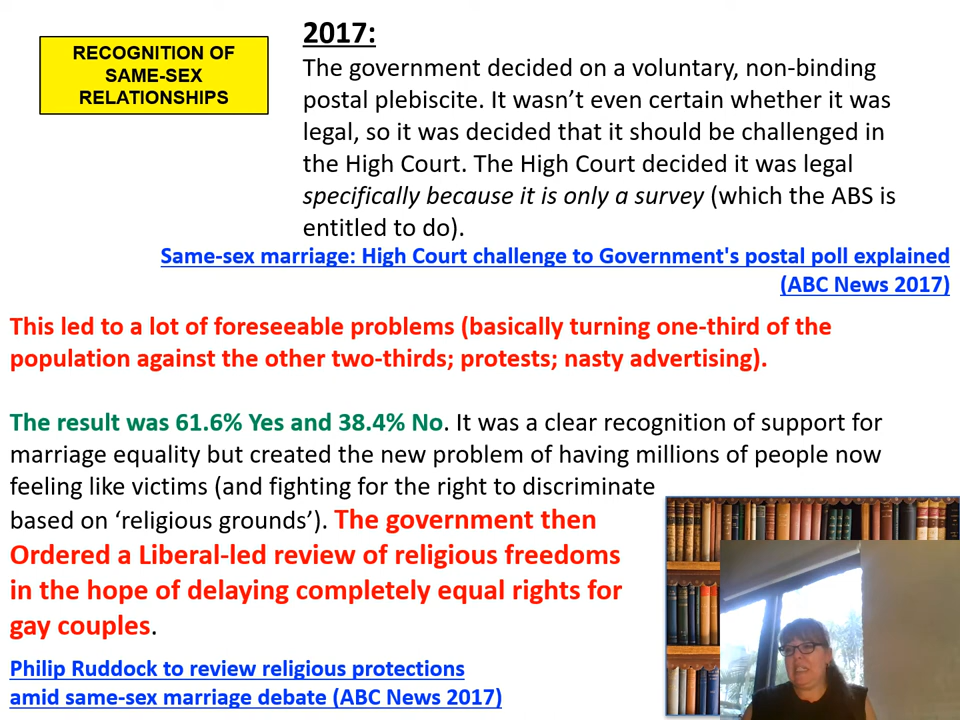 RECOGNITION OF
SAME-SEX
RELATIONSHIPS
2017:
The government decided on a voluntary, non-binding
postal plebiscite. It wasn’t even certain whether it was
legal, so it was decided that it should be challenged in
the High Court. The High Court decided it was legal
specifically because it is only a survey (which the ABS is
entitled to do).
Same-sex marriage: High Court challenge to Government's postal poll explained
(ABC News 2017)
This led to a lot of foreseeable problems (basically turning one-third of the
population against the other two-thirds; protests; nasty advertising).
The result was 61.6% Yes and 38.4% No. It was a clear recognition of support for
marriage equality but created the new problem of having millions of people now
feeling like victims (and fighting for the right to discriminate
based on ‘religious grounds’). The government then
Ordered a Liberal-led review of religious freedoms
in the hope of delaying completely equal rights for
gay couples.
Philip Ruddock to review religious protections
amid same-sex marriage debate (ABC News 2017)